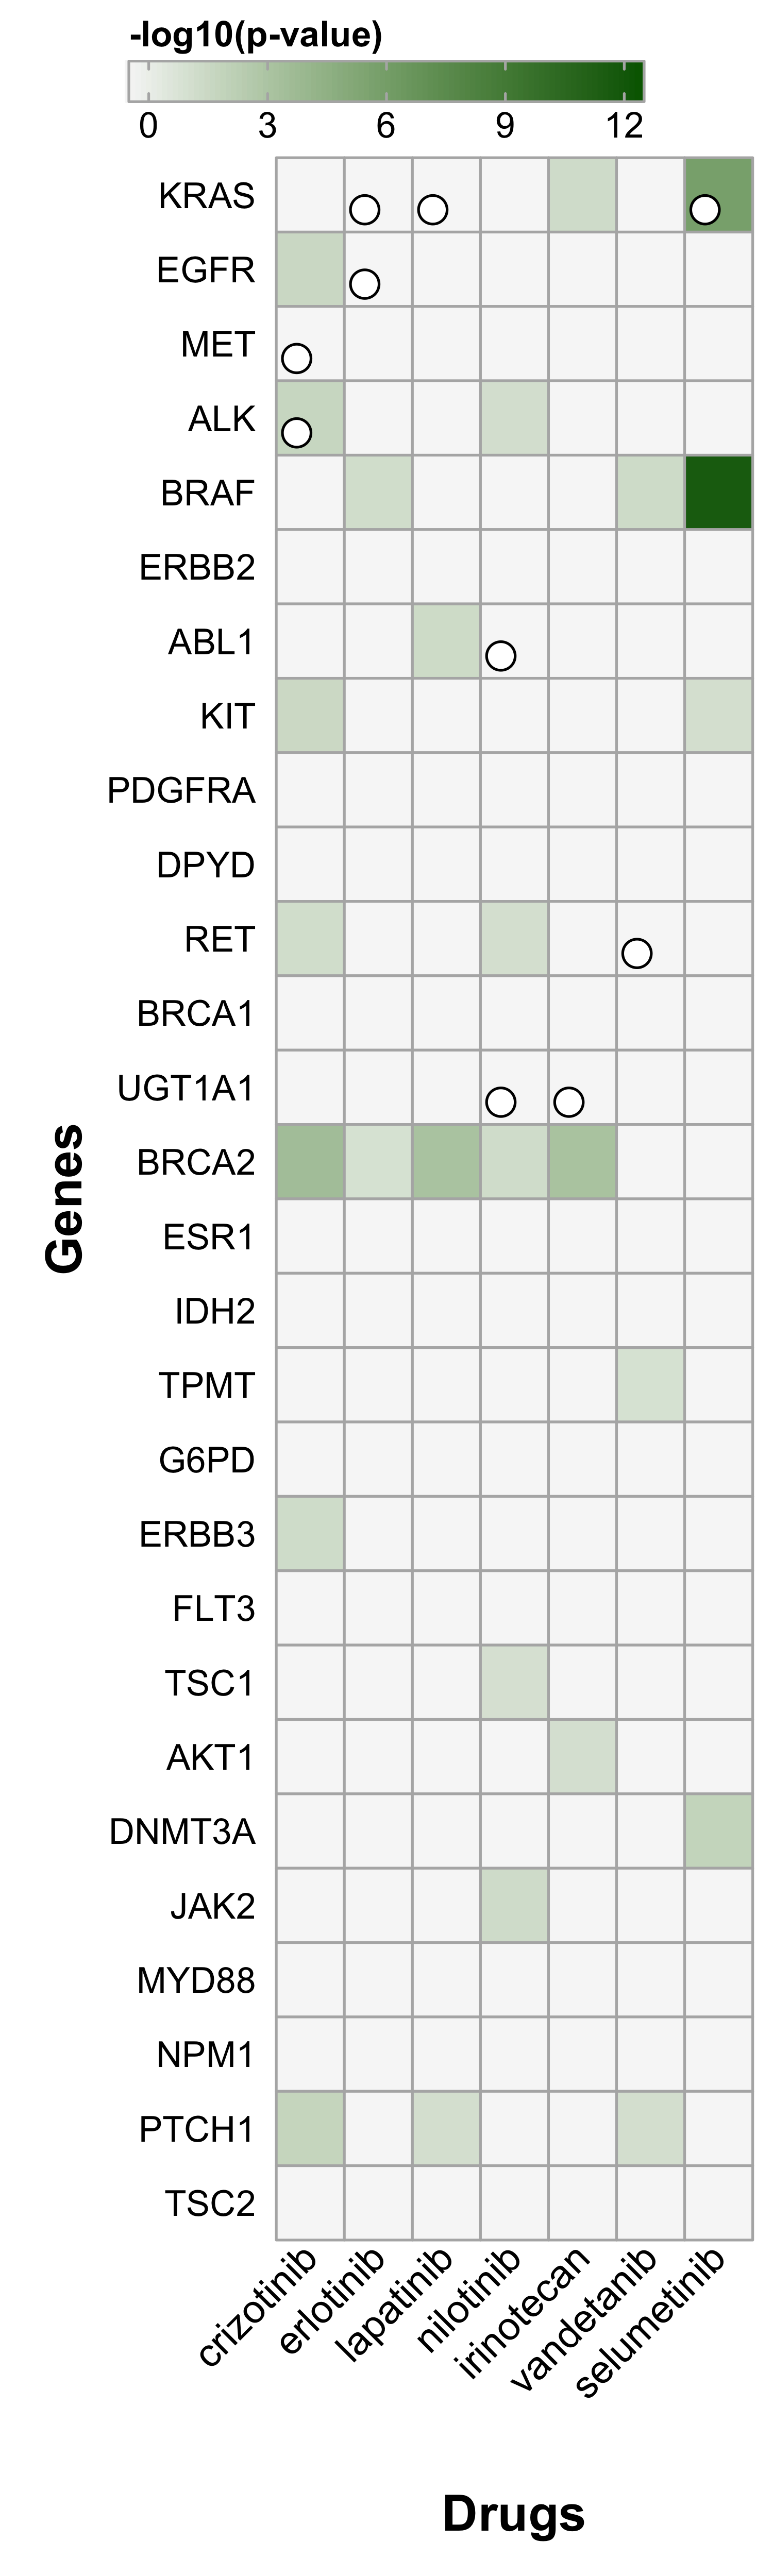 -log10(p-value)
0 3 6 9 12
KRAS
EGFR
MET
ALK
BRAF
ERBB2
ABL1
KIT
PDGFRA
DPYD
RET
BRCA1
UGT1A1
BRCA2
ESR1
IDH2
TPMT
G6PD
ERBB3
FLT3
TSC1
AKT1
DNMT3A
JAK2
MYD88
NPM1
PTCH1
TSC2
Genes
crizotinib
erlotinib
lapatinib
nilotinib
irinotecan
vandetanib
selumetinib
Drugs